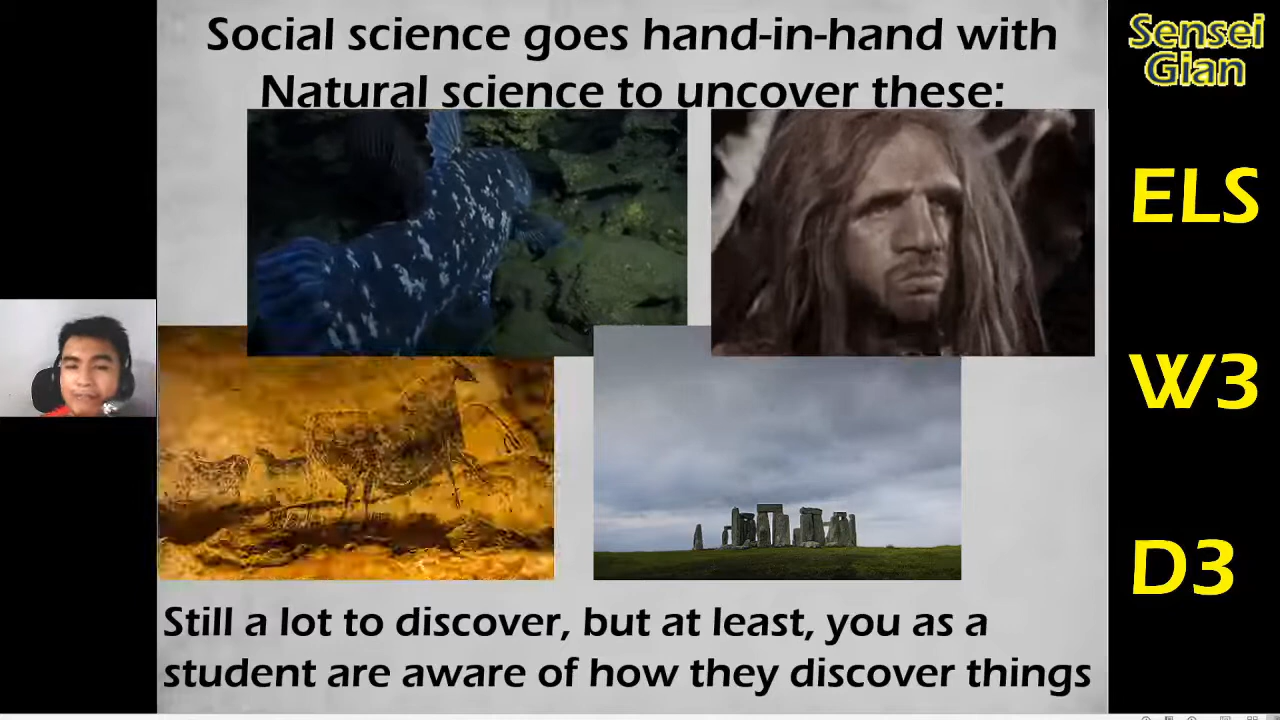 Social science goes hand-in-hand with
Natural science to uncover these:
Sensei
Gian
ELS
W3
D3
Still a lot to discover, but at least, you as a
student are aware of how they discover things